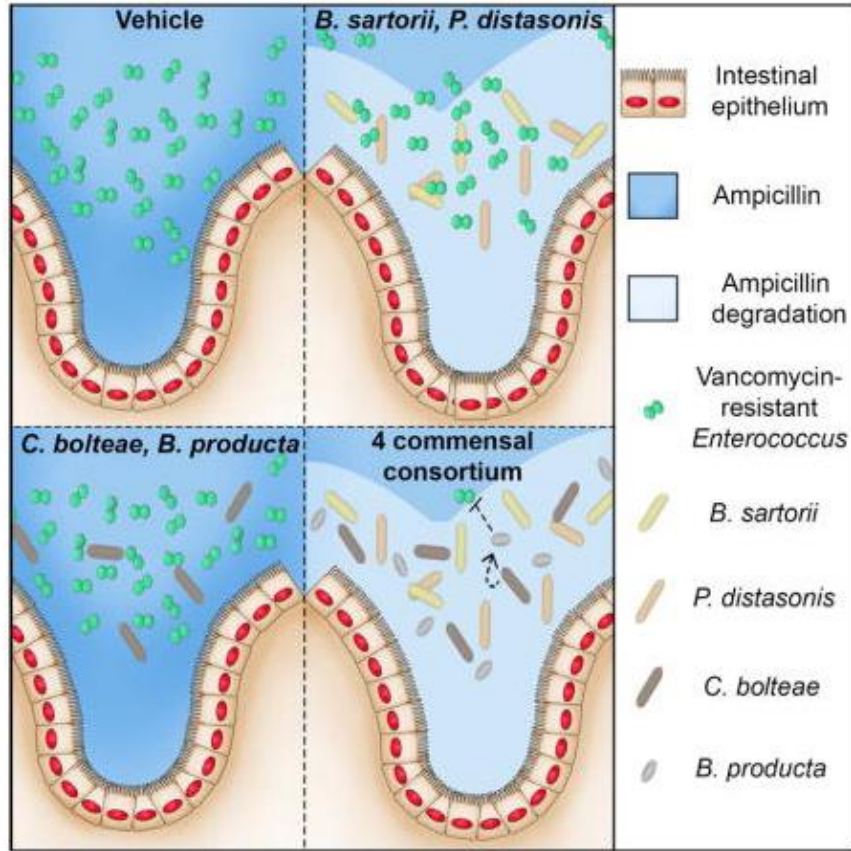 Vehicle
B. sartorii, P. distasonis
C. bolteae, B. producta
4 commensal
consortium
Intestinal
epithelium
Ampicillin
Ampicillin
degradation
Vancomycin-
resistant
Enterococcus
B. sartorii
P. distasonis
C. bolteae
B. producta